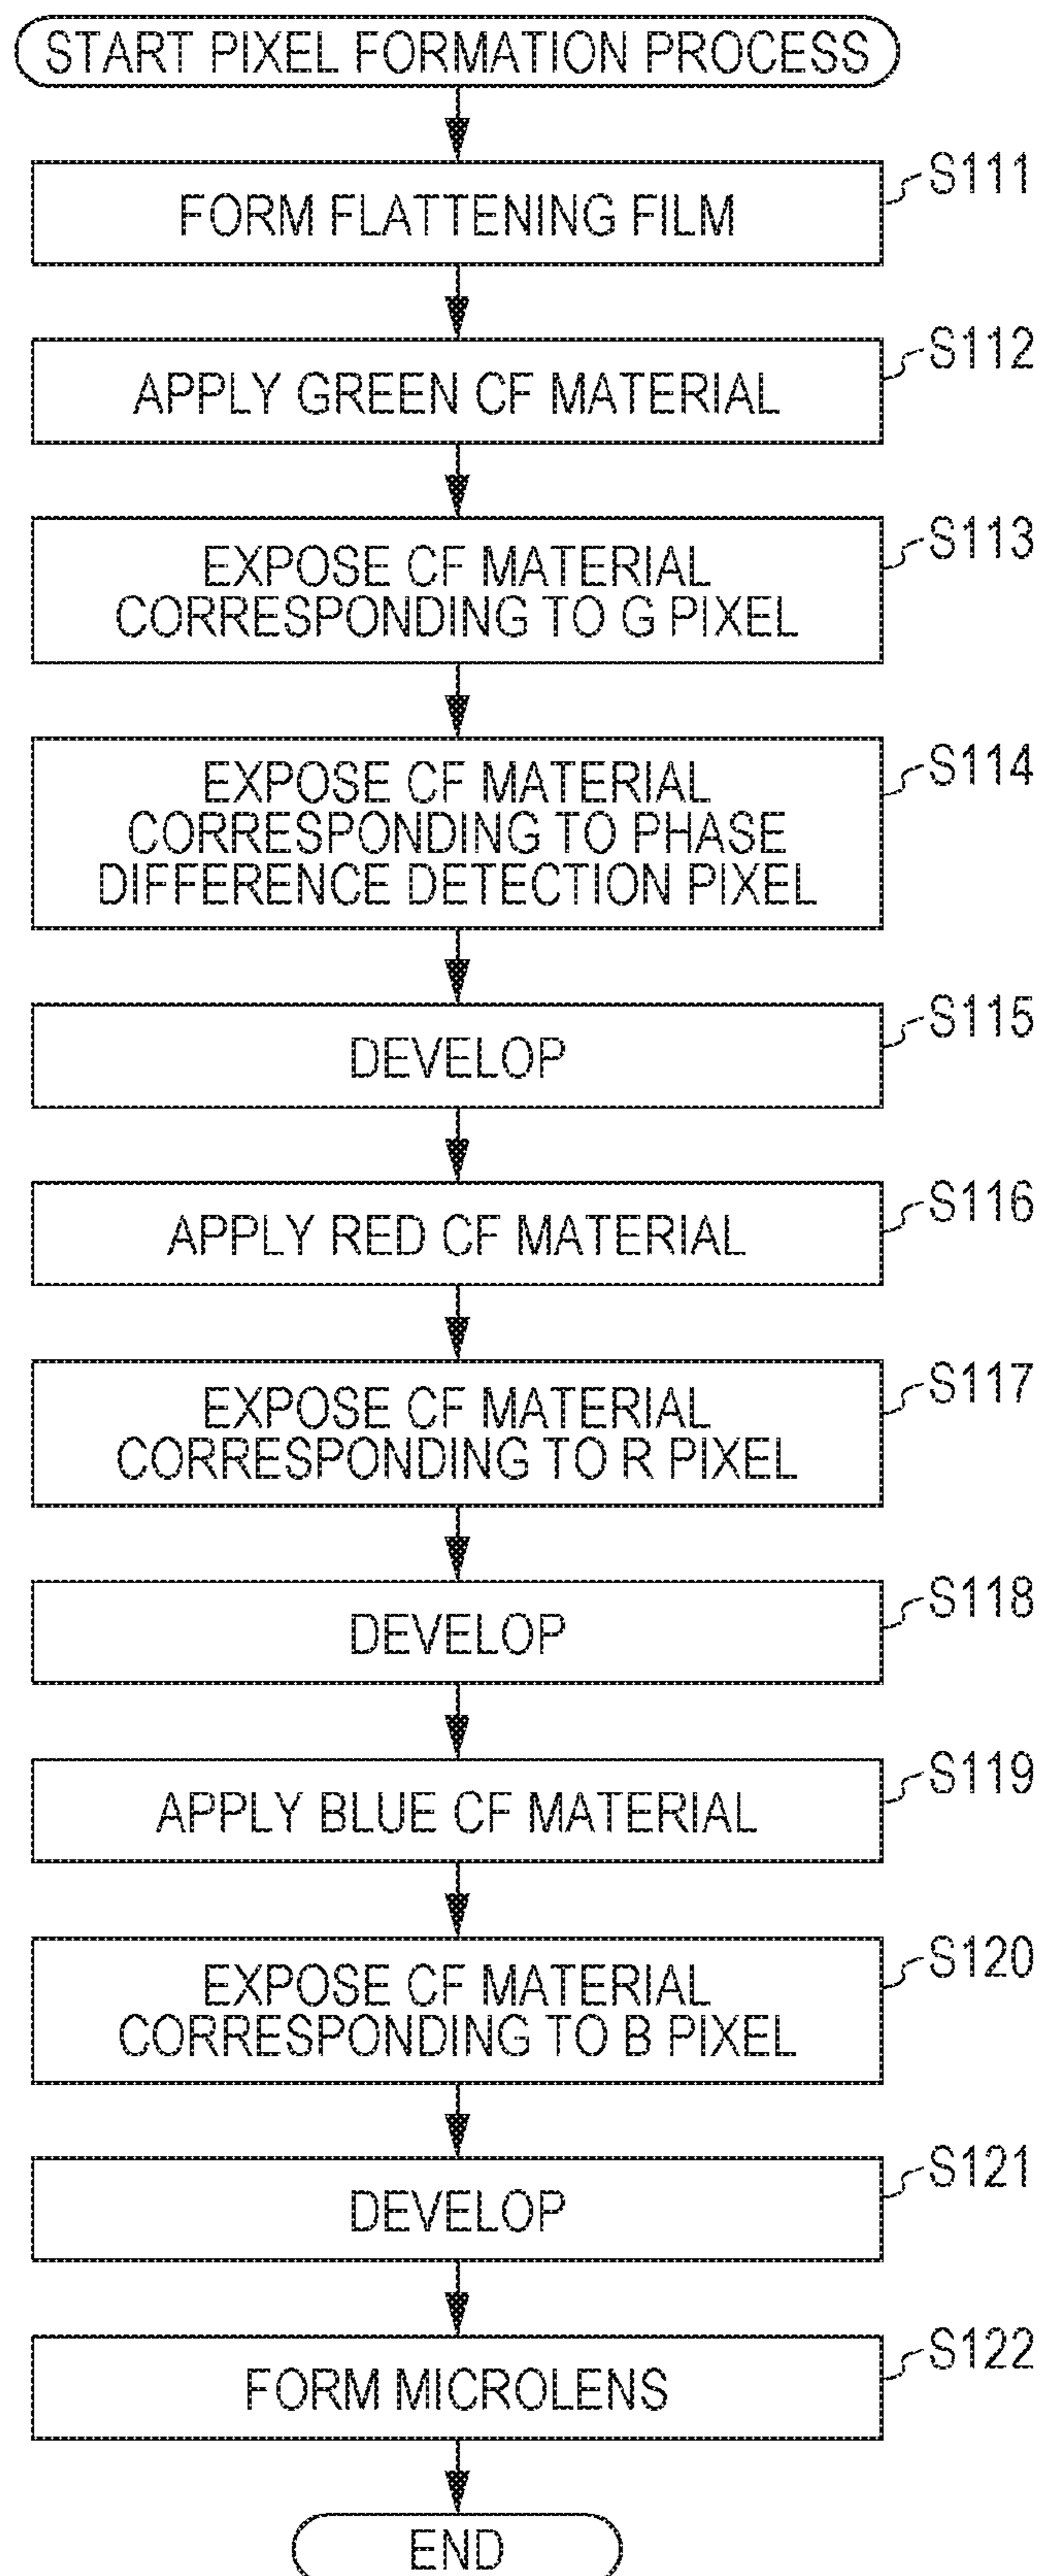 START PIXEL FORMATION PROCESS
S111
FORM FLATTENING FILM
S112
APPLY GREEN CF MATERIAL
S113
EXPOSE CF MATERIAL
CORRESPONDING TO G PIXEL
S114
EXPOSE CF MATERIAL
CORRESPONDING TO PHASE
DIFFERENCE DETECTION PIXEL
S115
DEVELOP
S116
APPLY RED CF MATERIAL
S117
EXPOSE CF MATERIAL
CORRESPONDING TO R PIXEL
S118
DEVELOP
S119
APPLY BLUE CF MATERIAL
S120
EXPOSE CF MATERIAL
CORRESPONDING TO B PIXEL
S121
DEVELOP
S122
FORM MICROLENS
END